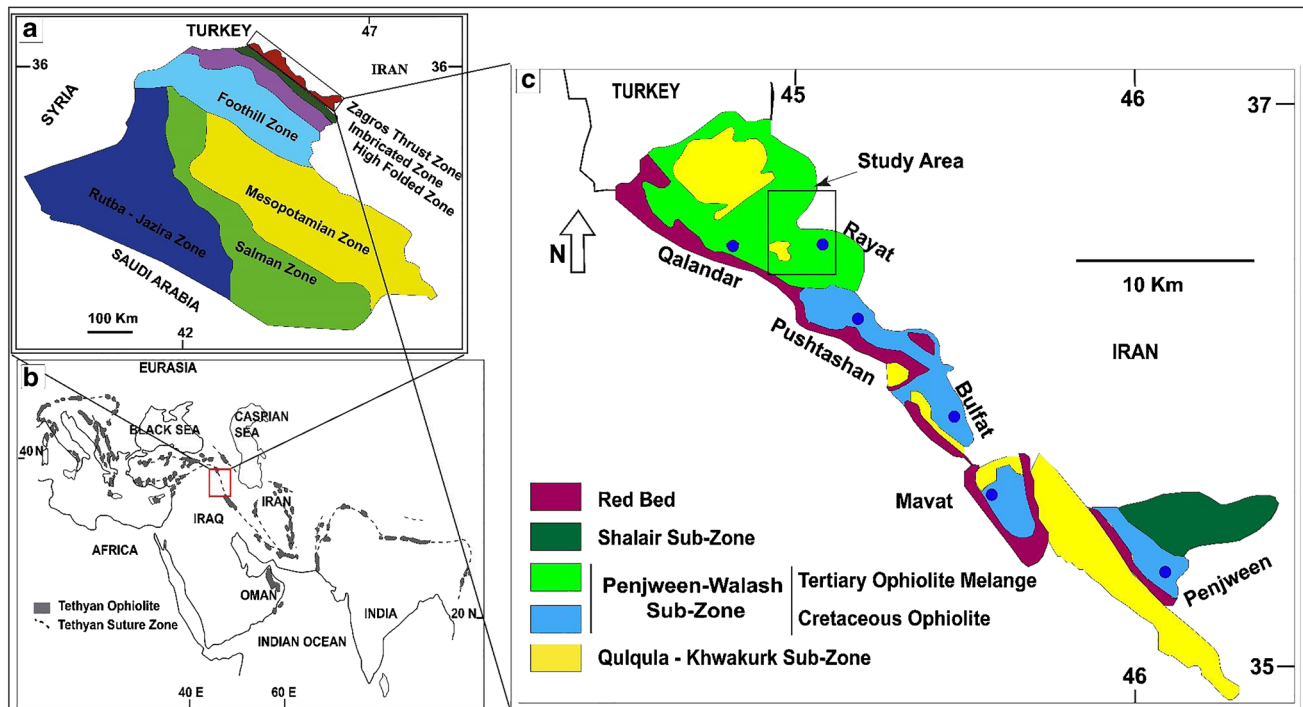 a
TURKEY
47
36
IRAN
36
SYRIA
Foothill Zone
Zagros Thrust Zone
Imbricated Zone
High Folded Zone
Mesopotamian Zone
Rutba - Jazira Zone
Salman Zone
SAUDI ARABIA
100 Km
42
b
EURASIA
BLACK SEA
CASPIAN
SEA
40 N
IRAN
IRAQ
AFRICA
OMAN
INDIA
20 N
Tethyan Ophiolite
Tethyan Suture Zone
INDIAN OCEAN
40 E
60 E
c
TURKEY
45
46
37
Study Area
N
Rayat
Qalandar
10 Km
Pushtashan
IRAN
Bulfat
Mavat
Penjween
Red Bed
Shalair Sub-Zone
Penjween-Walash
Sub-Zone
Tertiary Ophiolite Melange
Cretaceous Ophiolite
Qulqula - Khwakurk Sub-Zone
46
35